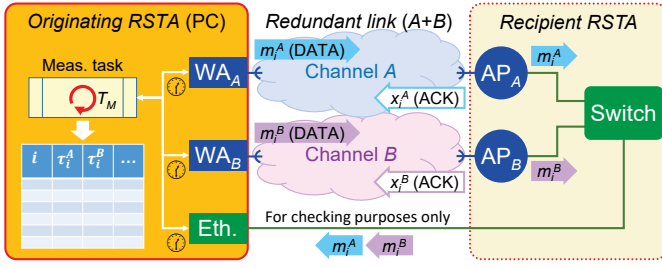 Originating RSTA (PC)
Redundant link (A+B)
Recipient RSTA
Meas. task
T_M
i τ_i^A τ_i^B ...
WA_A
WA_B
Eth.
m_i^A (DATA)
Channel A
x_i^A (ACK)
m_i^B (DATA)
Channel B
x_i^B (ACK)
For checking purposes only
m_i^A m_i^B
AP_A
m_i^A
Switch
AP_B
m_i^B